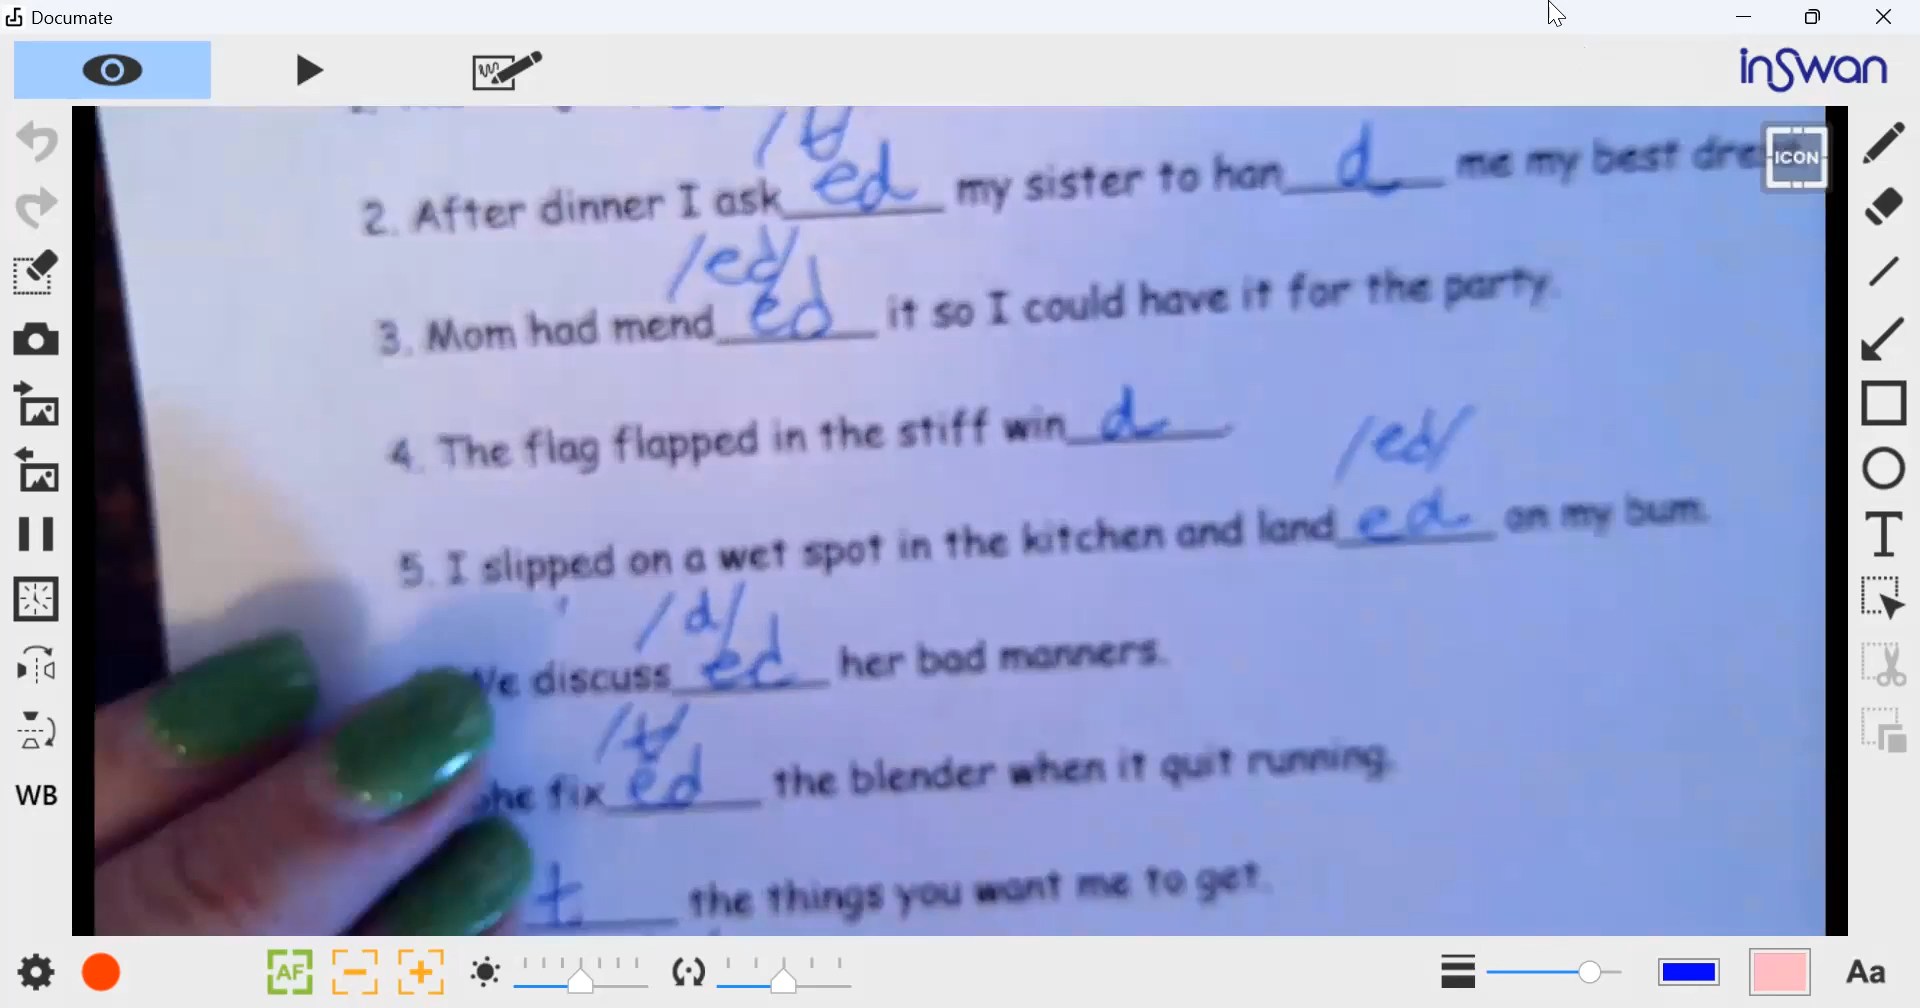 Documate
inSwan
ICON
/t/
2. After dinner I ask ed my sister to han d me my best dre
/ed/
3. Mom had mend ed it so I could have it for the party.
4. The flag flapped in the stiff win d
/ed/
5. I slipped on a wet spot in the kitchen and land ed on my bum.
/d/
We discuss ed her bad manners.
/t/
she fix ed the blender when it quit running.
t the things you want me to get.
WB
AF
Aa